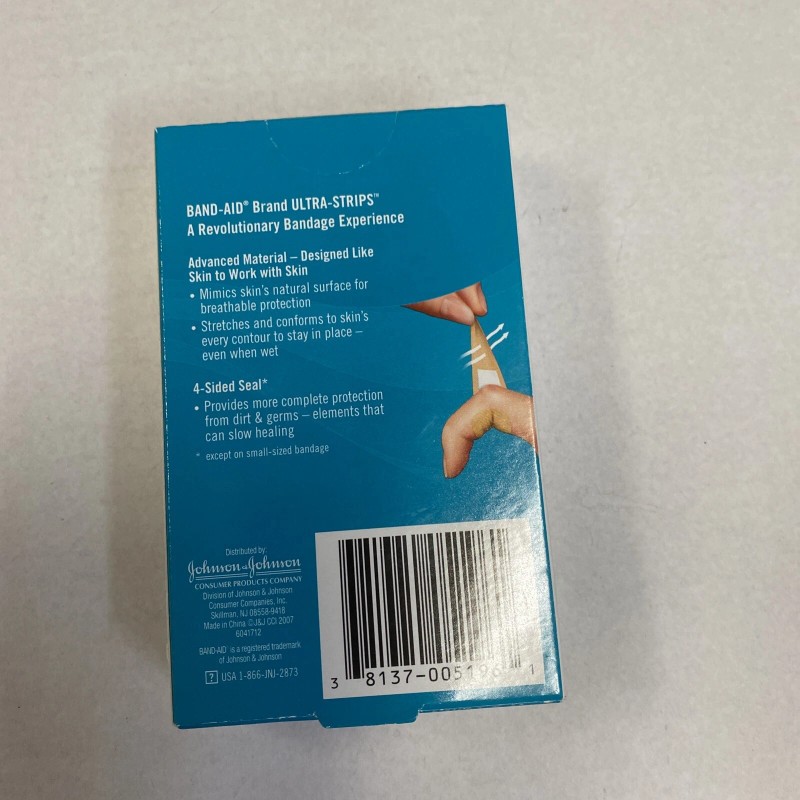 BAND-AID® Brand ULTRA-STRIPS™
A Revolutionary Bandage Experience
Advanced Material – Designed Like
Skin to Work with Skin
• Mimics skin's natural surface for
breathable protection
• Stretches and conforms to skin's
every contour to stay in place –
even when wet
4-Sided Seal*
• Provides more complete protection
from dirt & germs – elements that
can slow healing
* except on small-sized bandage
Distributed by:
Johnson & Johnson
CONSUMER PRODUCTS COMPANY
Division of Johnson & Johnson
Consumer Companies, Inc.
Skillman, NJ 08558-9418
Made in China ©J&J CCI 2007
6041712
BAND-AID® is a registered trademark
of Johnson & Johnson
? USA 1-866-JNJ-2873
3 8137-005196 1